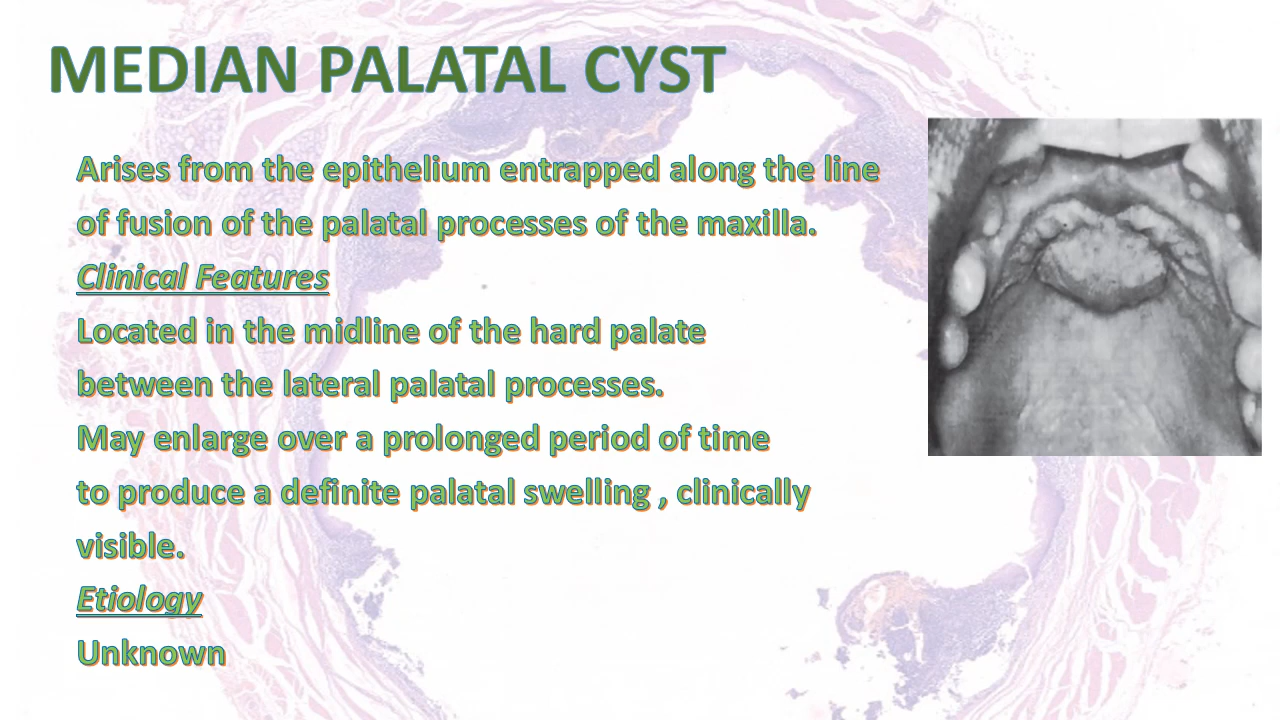 MEDIAN PALATAL CYST
Arises from the epithelium entrapped along the line
of fusion of the palatal processes of the maxilla.
Clinical Features
Located in the midline of the hard palate
between the lateral palatal processes.
May enlarge over a prolonged period of time
to produce a definite palatal swelling , clinically
visible.
Etiology
Unknown